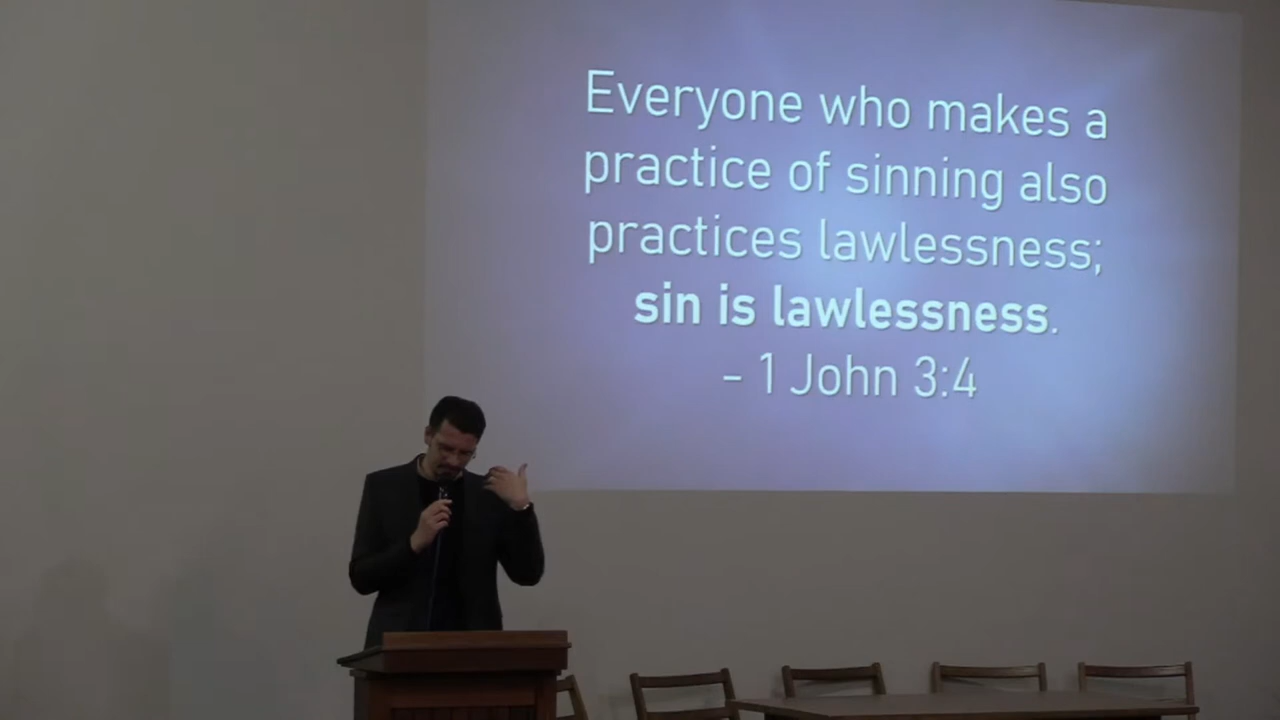 Everyone who makes a
practice of sinning also
practices lawlessness;
sin is lawlessness.
- 1 John 3:4